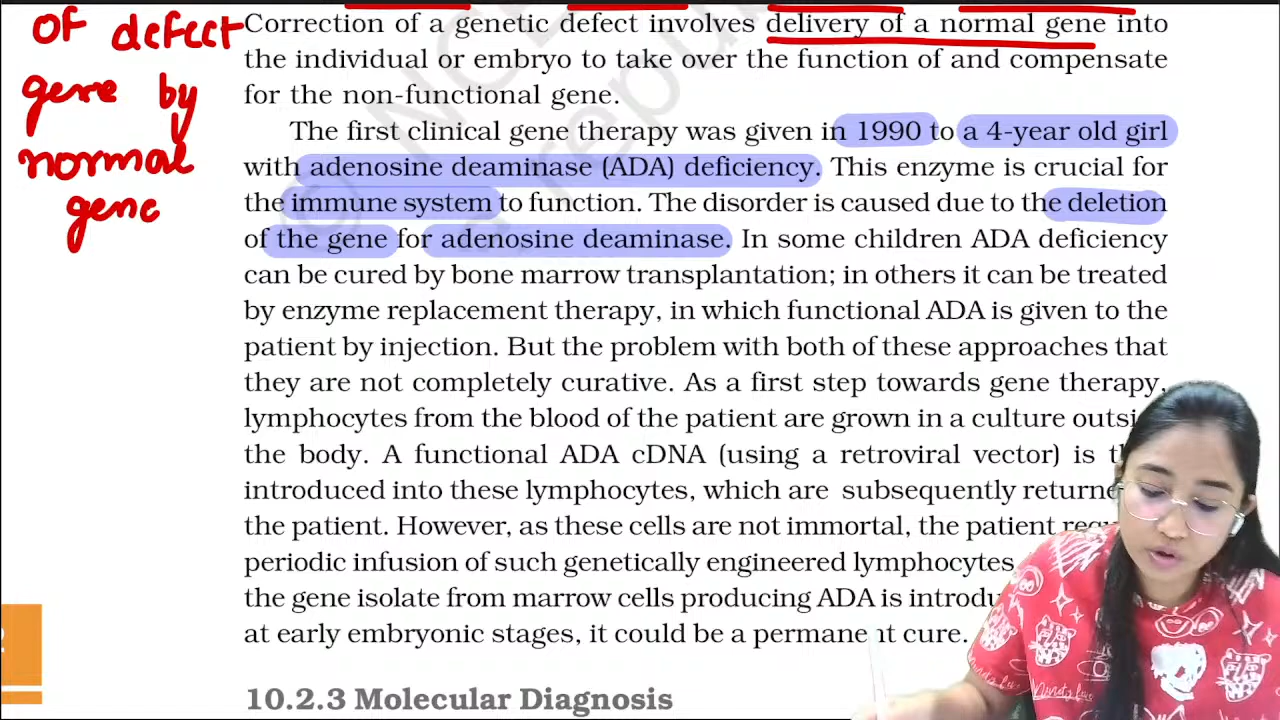 of defect
gene by
normal
gene
Correction of a genetic defect involves delivery of a normal gene into
the individual or embryo to take over the function of and compensate
for the non-functional gene.
The first clinical gene therapy was given in 1990 to a 4-year old girl
with adenosine deaminase (ADA) deficiency. This enzyme is crucial for
the immune system to function. The disorder is caused due to the deletion
of the gene for adenosine deaminase. In some children ADA deficiency
can be cured by bone marrow transplantation; in others it can be treated
by enzyme replacement therapy, in which functional ADA is given to the
patient by injection. But the problem with both of these approaches that
they are not completely curative. As a first step towards gene therapy,
lymphocytes from the blood of the patient are grown in a culture
the body. A functional ADA cDNA (using a retroviral vector) is
introduced into these lymphocytes, which are subsequently
the patient. However, as these cells are not immortal, the patient
periodic infusion of such genetically engineered lymphocytes
the gene isolate from marrow cells producing ADA is
at early embryonic stages, it could be a permanent cure.
10.2.3 Molecular Diagnosis